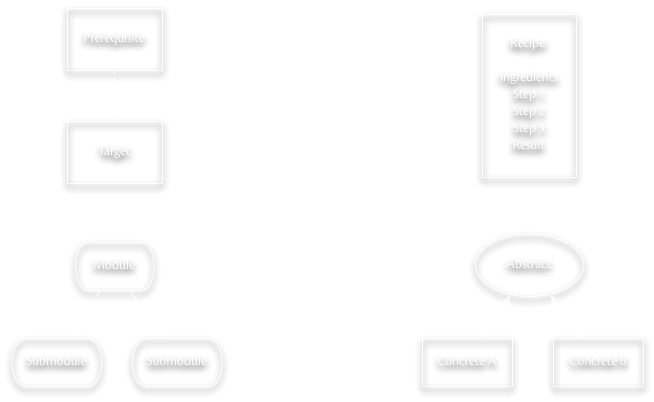 Prerequisite
Target
Recipe:
Ingredients
Step 1
Step 2
Step 3
Result
Module
Submodule
Submodule
Abstract
Concrete A
Concrete B